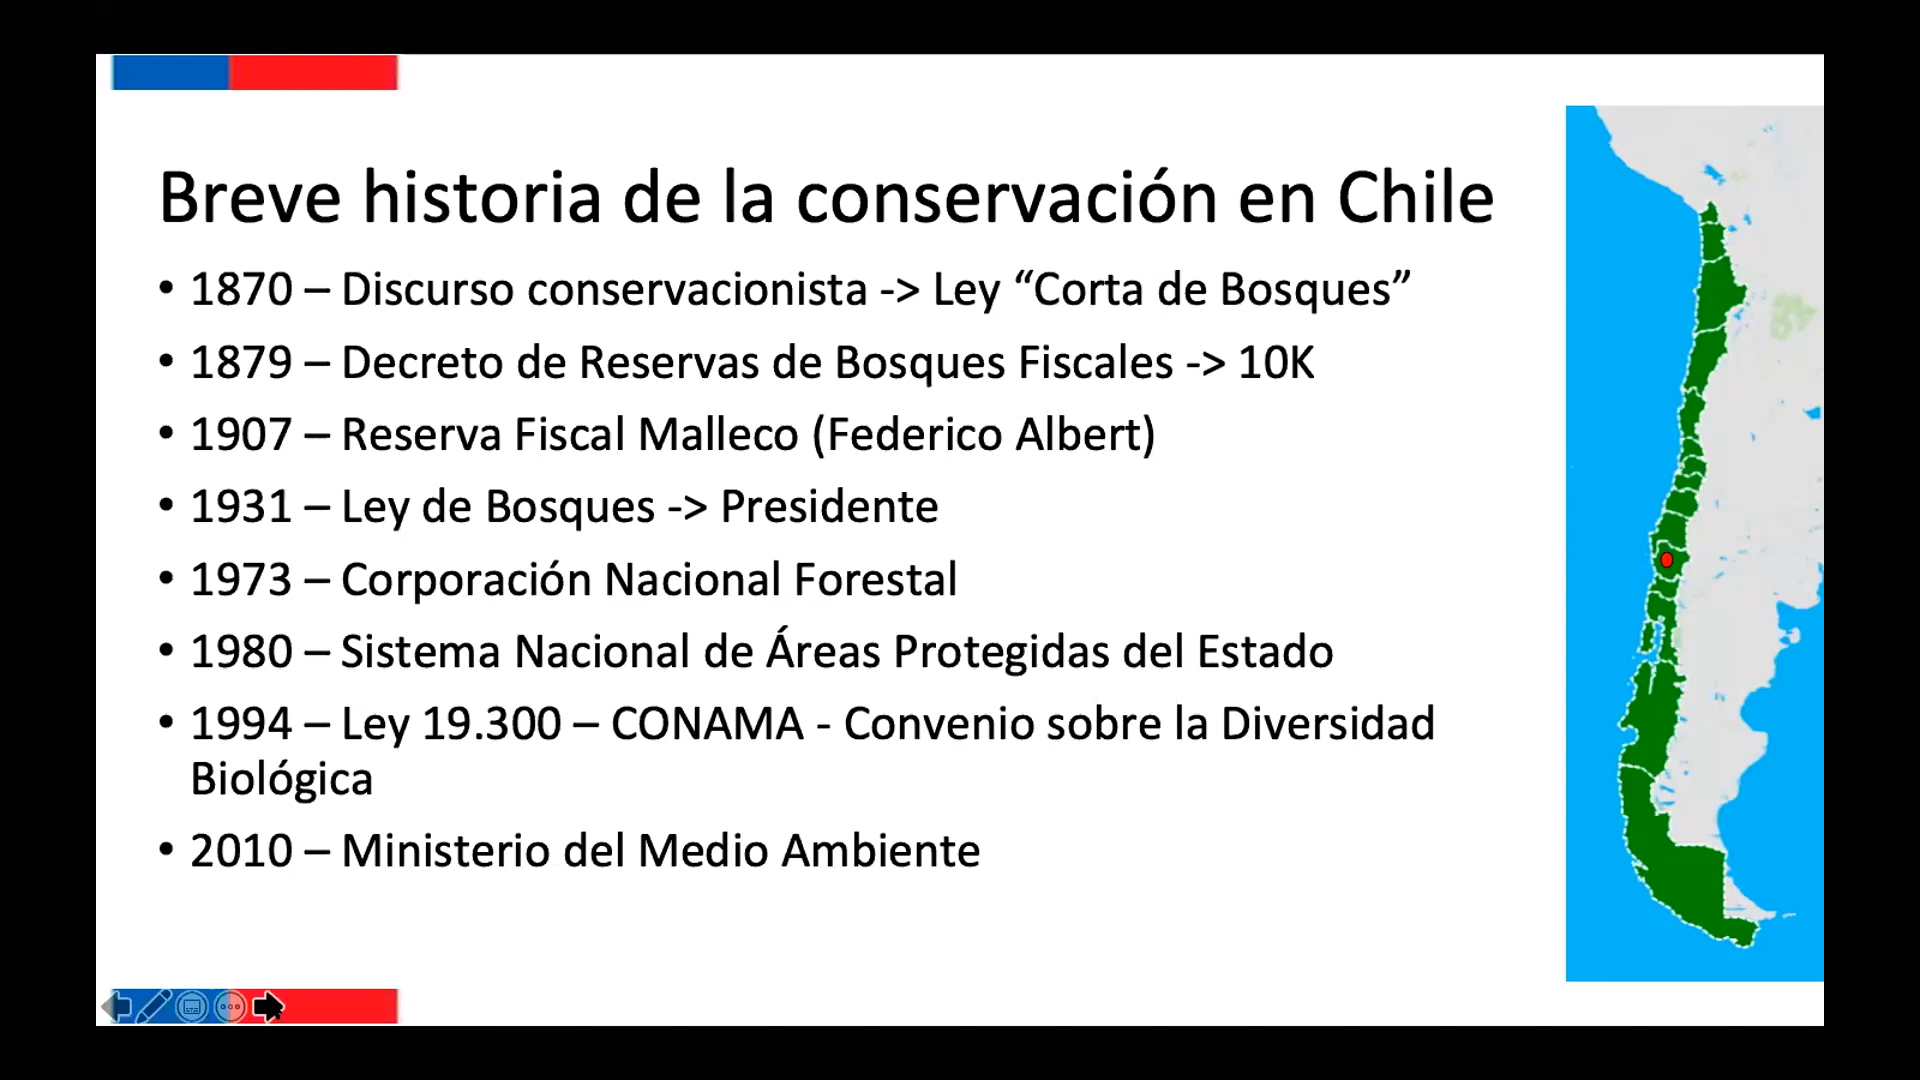 Breve historia de la conservación en Chile
• 1870 – Discurso conservacionista -> Ley “Corta de Bosques”
• 1879 – Decreto de Reservas de Bosques Fiscales -> 10K
• 1907 – Reserva Fiscal Malleco (Federico Albert)
• 1931 – Ley de Bosques -> Presidente
• 1973 – Corporación Nacional Forestal
• 1980 – Sistema Nacional de Áreas Protegidas del Estado
• 1994 – Ley 19.300 – CONAMA - Convenio sobre la Diversidad
Biológica
• 2010 – Ministerio del Medio Ambiente